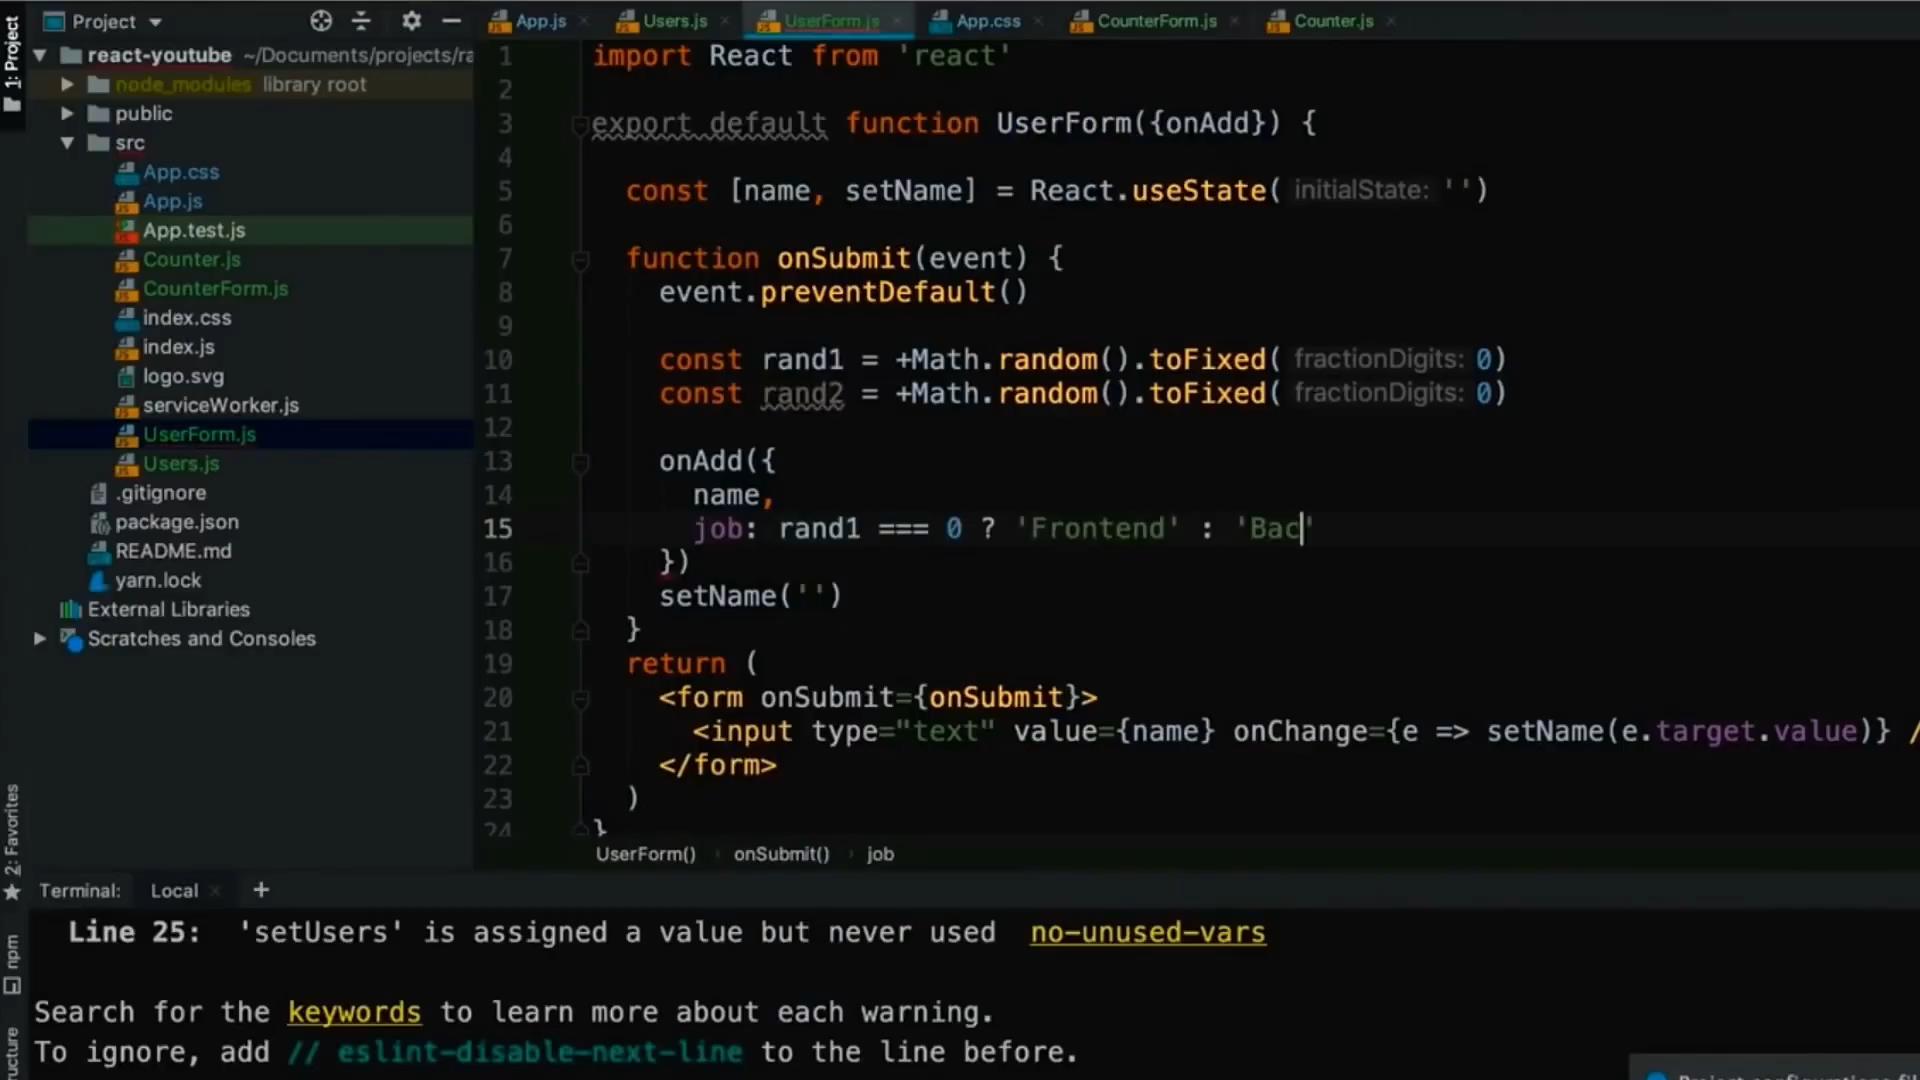 1: Project
Project
App.js
Users.js
UserForm.js
App.css
CounterForm.js
Counter.js
react-youtube ~/Documents/projects/ra
node_modules library root
public
src
App.css
App.js
App.test.js
Counter.js
CounterForm.js
index.css
index.js
logo.svg
serviceWorker.js
UserForm.js
Users.js
.gitignore
package.json
README.md
yarn.lock
External Libraries
Scratches and Consoles
1 import React from 'react'
2
3 export default function UserForm({onAdd}) {
4
5 const [name, setName] = React.useState( initialState: '')
6
7 function onSubmit(event) {
8 event.preventDefault()
9
10 const rand1 = +Math.random().toFixed( fractionDigits: 0)
11 const rand2 = +Math.random().toFixed( fractionDigits: 0)
12
13 onAdd({
14 name,
15 job: rand1 === 0 ? 'Frontend' : 'Bac'
16 })
17 setName('')
18 }
19 return (
20 <form onSubmit={onSubmit}>
21 <input type="text" value={name} onChange={e => setName(e.target.value)} /
22 </form>
23 )
24 }
UserForm() onSubmit() job
2: Favorites
npm
ructure
Terminal: Local +
Line 25: 'setUsers' is assigned a value but never used no-unused-vars
Search for the keywords to learn more about each warning.
To ignore, add // eslint-disable-next-line to the line before.